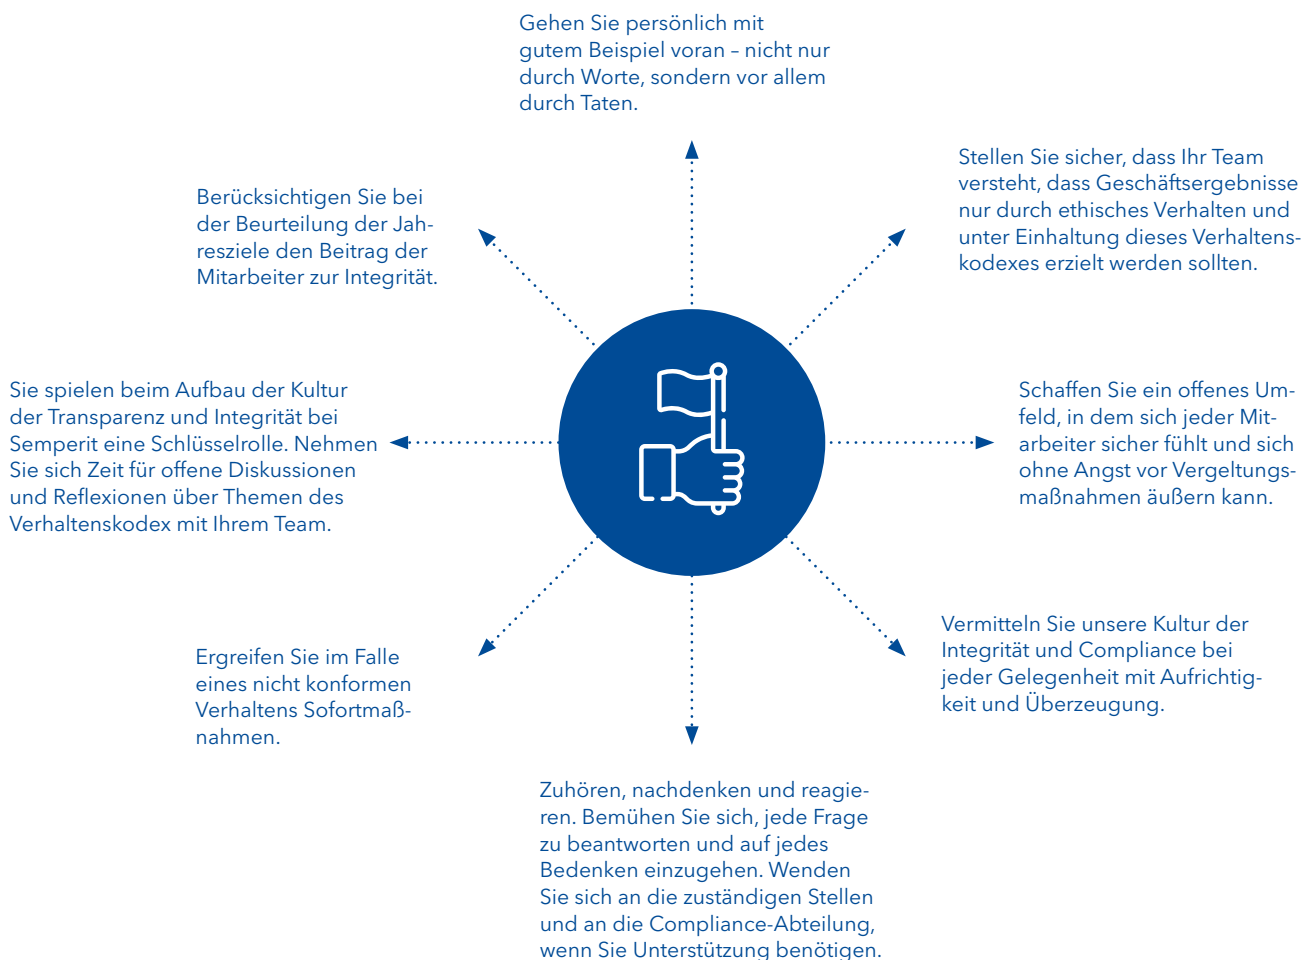 Gehen Sie persönlich mit
gutem Beispiel voran – nicht nur
durch Worte, sondern vor allem
durch Taten.
Stellen Sie sicher, dass Ihr Team
versteht, dass Geschäftsergebnisse
nur durch ethisches Verhalten und
unter Einhaltung dieses Verhaltens-
kodexes erzielt werden sollten.
Schaffen Sie ein offenes Um-
feld, in dem sich jeder Mit-
arbeiter sicher fühlt und sich
ohne Angst vor Vergeltungs-
maßnahmen äußern kann.
Vermitteln Sie unsere Kultur der
Integrität und Compliance bei
jeder Gelegenheit mit Aufrichtig-
keit und Überzeugung.
Zuhören, nachdenken und reagie-
ren. Bemühen Sie sich, jede Frage
zu beantworten und auf jedes
Bedenken einzugehen. Wenden
Sie sich an die zuständigen Stellen
und an die Compliance-Abteilung,
wenn Sie Unterstützung benötigen.
Ergreifen Sie im Falle
eines nicht konformen
Verhaltens Sofortmaß-
nahmen.
Sie spielen beim Aufbau der Kultur
der Transparenz und Integrität bei
Semperit eine Schlüsselrolle. Nehmen
Sie sich Zeit für offene Diskussionen
und Reflexionen über Themen des
Verhaltenskodex mit Ihrem Team.
Berücksichtigen Sie bei
der Beurteilung der Jah-
resziele den Beitrag der
Mitarbeiter zur Integrität.